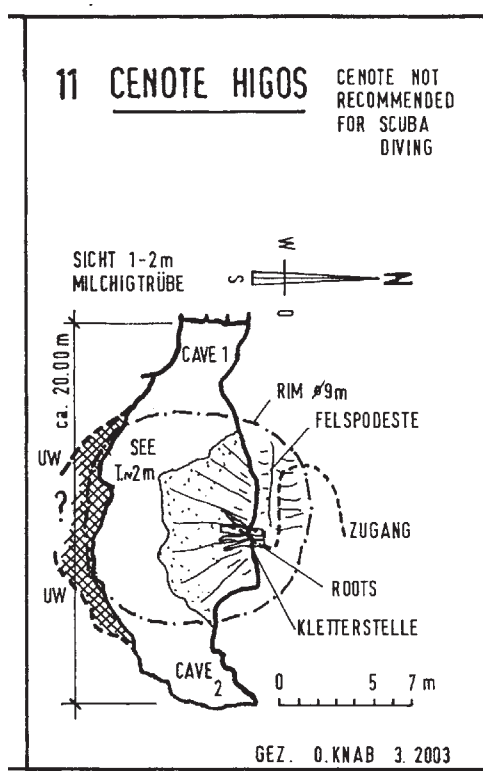 11 CENOTE HIGOS
CENOTE NOT
RECOMMENDED
FOR SCUBA
DIVING
SICHT 1-2m
MILCHIGTRÜBE
W
S
N
O
ca. 20.00 m
CAVE 1
RIM ø9m
FELSPODESTE
SEE
T.≈2m
UW
?
ZUGANG
UW
ROOTS
KLETTERSTELLE
CAVE
2
0 5 7 m
GEZ. O.KNAB 3. 2003